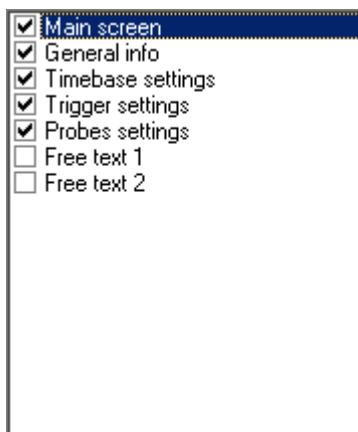 Main screen
General info
Timebase settings
Trigger settings
Probes settings
Free text 1
Free text 2